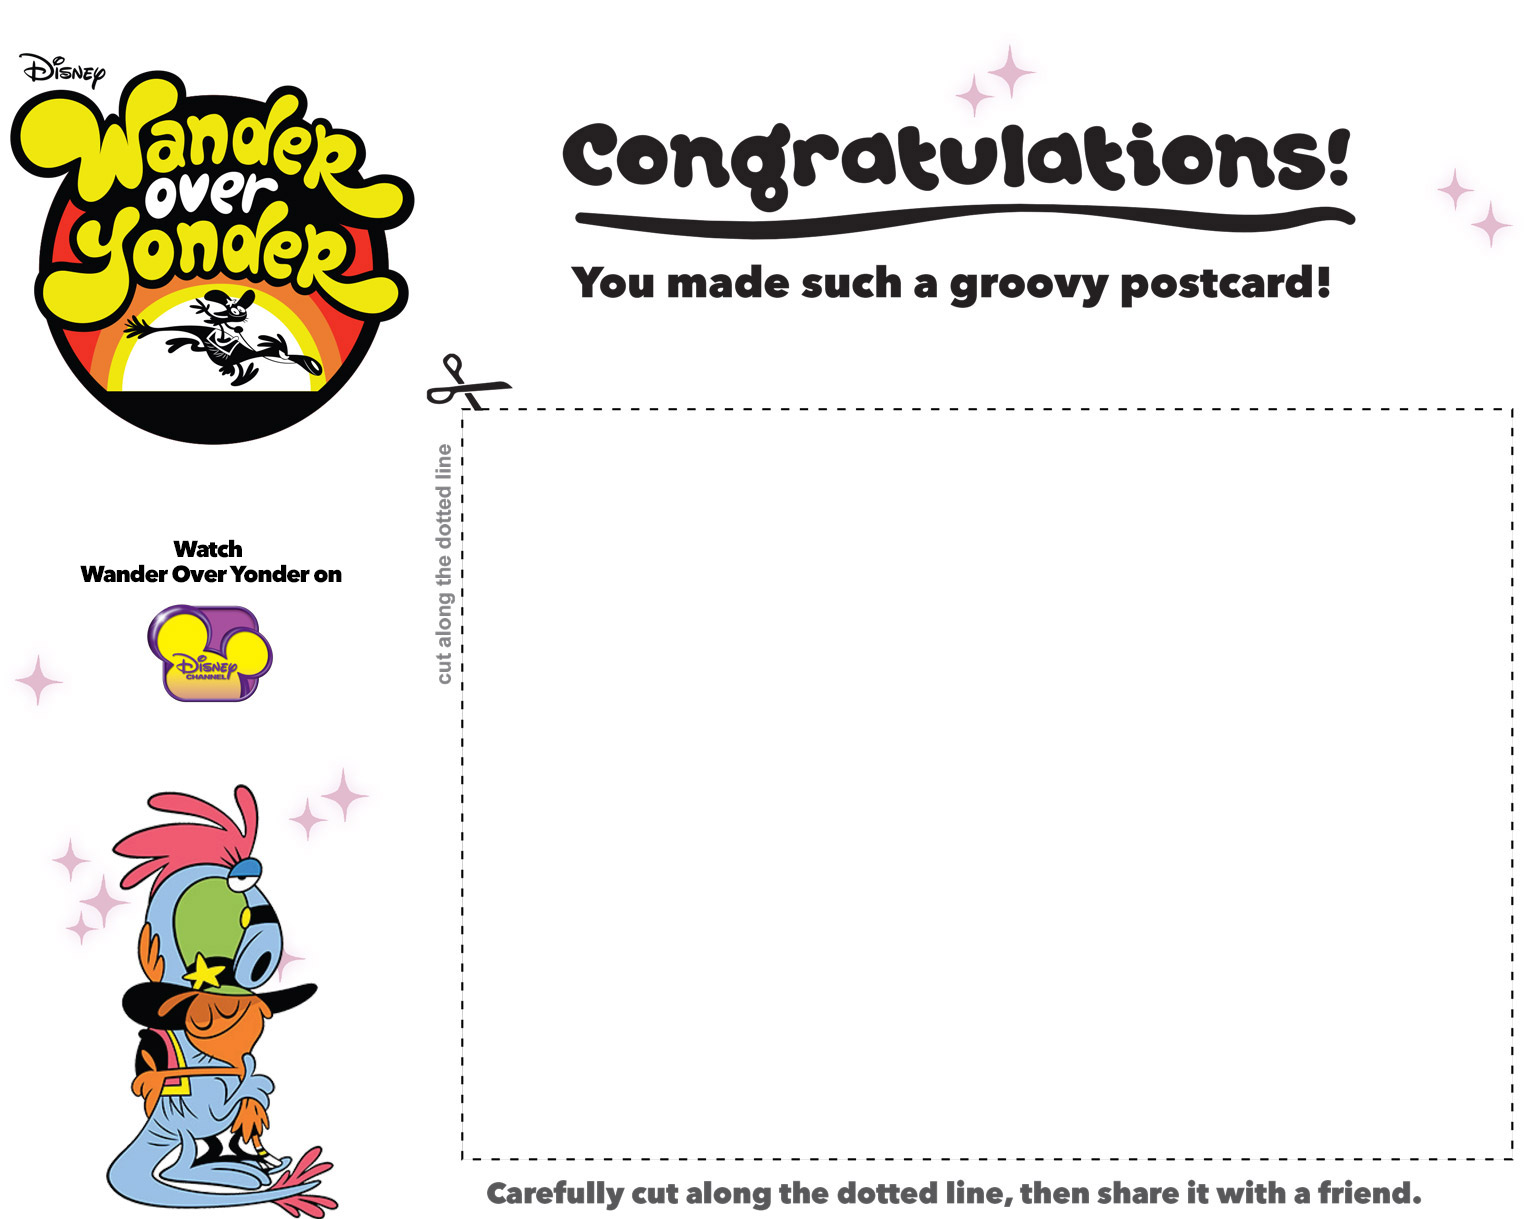 Disney
Wander
over
Yonder
Congratulations!
You made such a groovy postcard!
cut along the dotted line
Watch
Wander Over Yonder on
Disney
CHANNEL
Carefully cut along the dotted line, then share it with a friend.